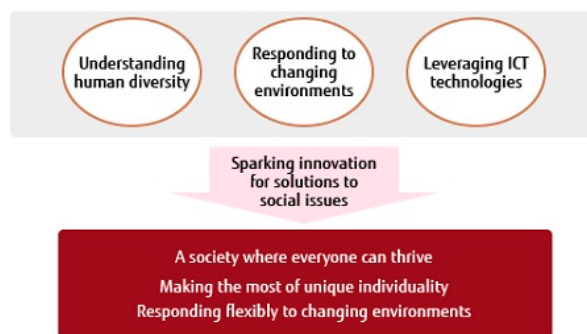 Understanding
human diversity
Responding to
changing
environments
Leveraging ICT
technologies
Sparking innovation
for solutions to
social issues
A society where everyone can thrive
Making the most of unique individuality
Responding flexibly to changing environments